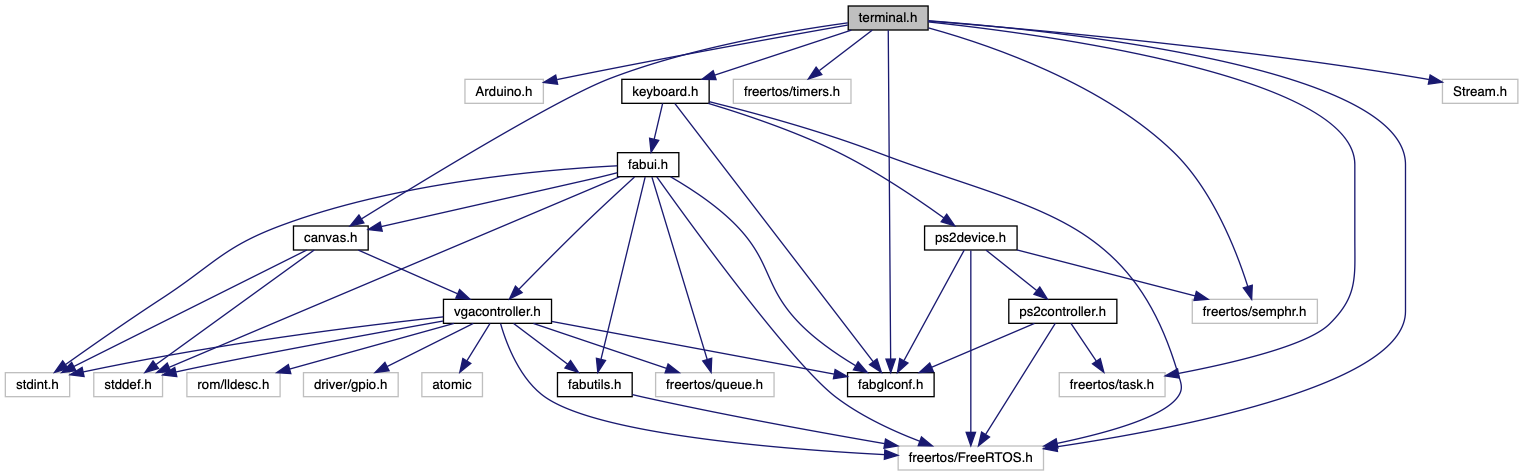 terminal.h
Arduino.h
keyboard.h
freertos/timers.h
Stream.h
fabui.h
canvas.h
ps2device.h
vgacontroller.h
ps2controller.h
freertos/semphr.h
stdint.h
stddef.h
rom/lldesc.h
driver/gpio.h
atomic
fabutils.h
freertos/queue.h
fabglconf.h
freertos/task.h
freertos/FreeRTOS.h